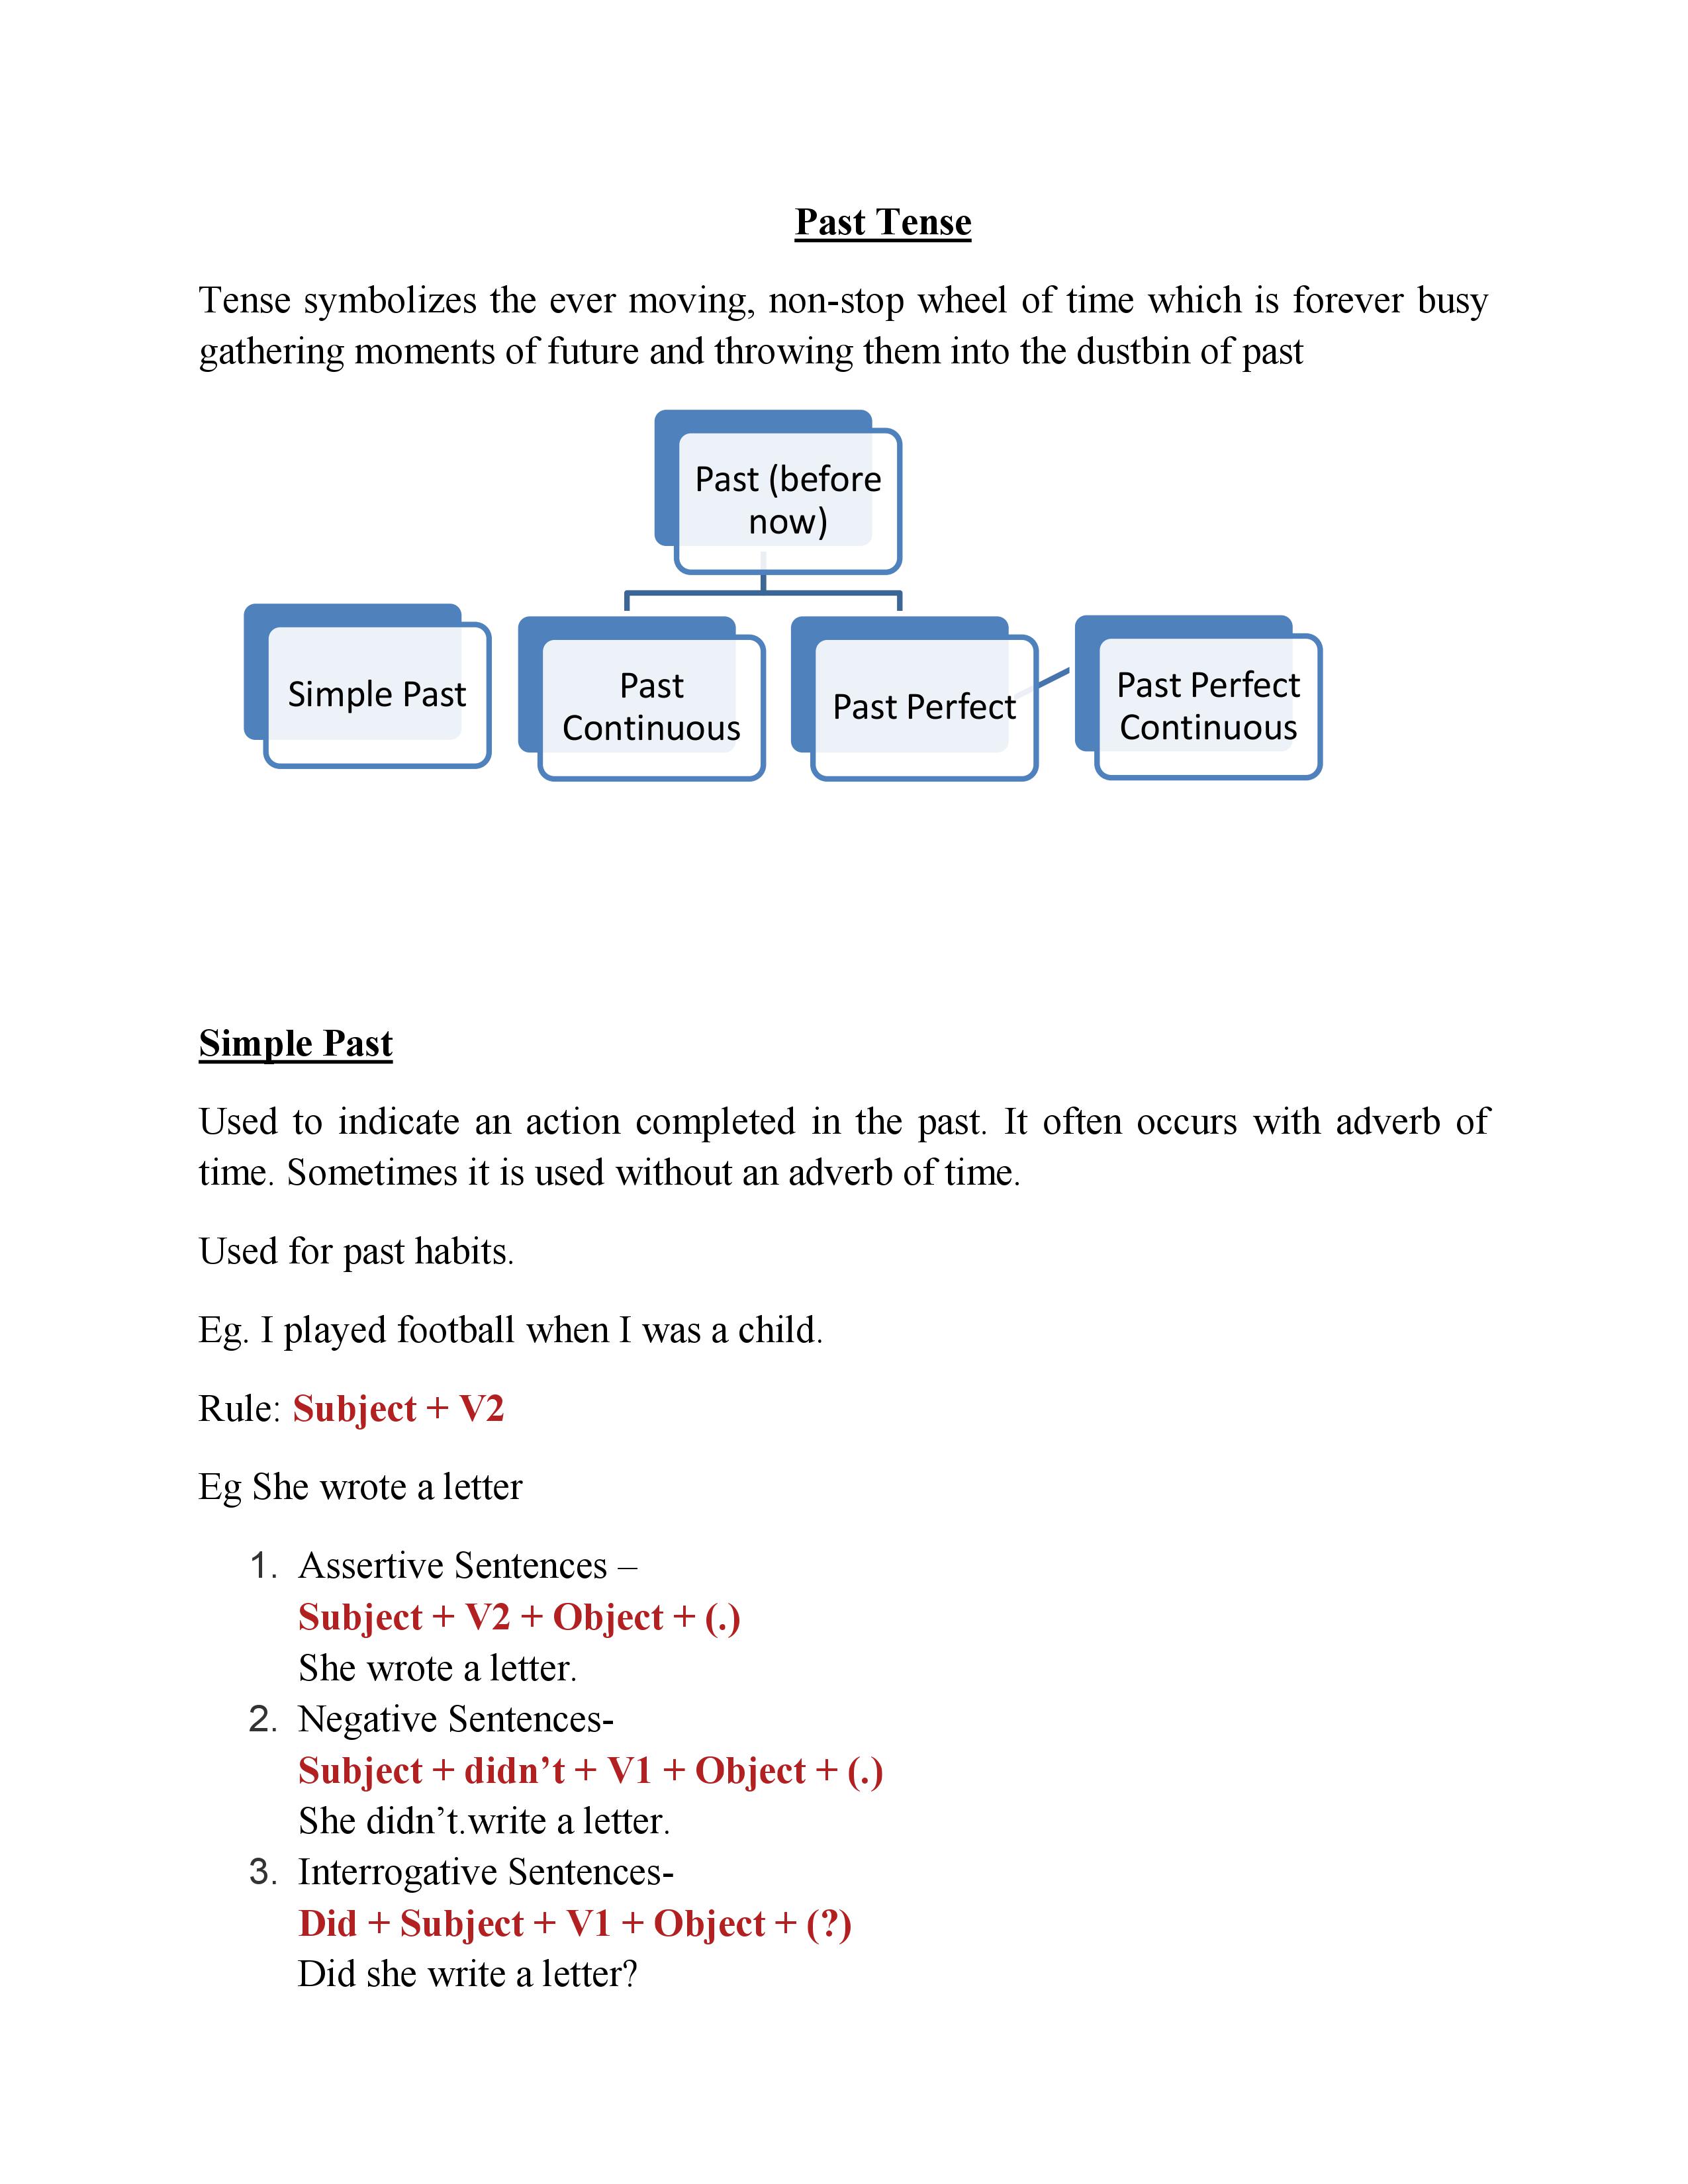 Past Tense
Tense symbolizes the ever moving, non-stop wheel of time which is forever busy
gathering moments of future and throwing them into the dustbin of past
Past (before
now)
Simple Past
Past
Continuous
Past Perfect
Past Perfect
Continuous
Simple Past
Used to indicate an action completed in the past. It often occurs with adverb of
time. Sometimes it is used without an adverb of time.
Used for past habits.
Eg. I played football when I was a child.
Rule: Subject + V2
Eg She wrote a letter
1. Assertive Sentences –
Subject + V2 + Object + (.)
She wrote a letter.
2. Negative Sentences-
Subject + didn’t + V1 + Object + (.)
She didn’t.write a letter.
3. Interrogative Sentences-
Did + Subject + V1 + Object + (?)
Did she write a letter?